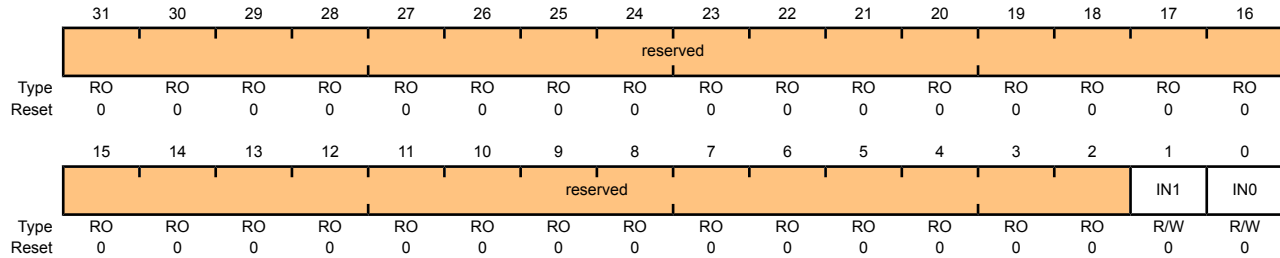 31 30 29 28 27 26 25 24 23 22 21 20 19 18 17 16
reserved
Type RO RO RO RO RO RO RO RO RO RO RO RO RO RO RO RO
Reset 0 0 0 0 0 0 0 0 0 0 0 0 0 0 0 0
15 14 13 12 11 10 9 8 7 6 5 4 3 2 1 0
reserved IN1 IN0
Type RO RO RO RO RO RO RO RO RO RO RO RO RO RO R/W R/W
Reset 0 0 0 0 0 0 0 0 0 0 0 0 0 0 0 0